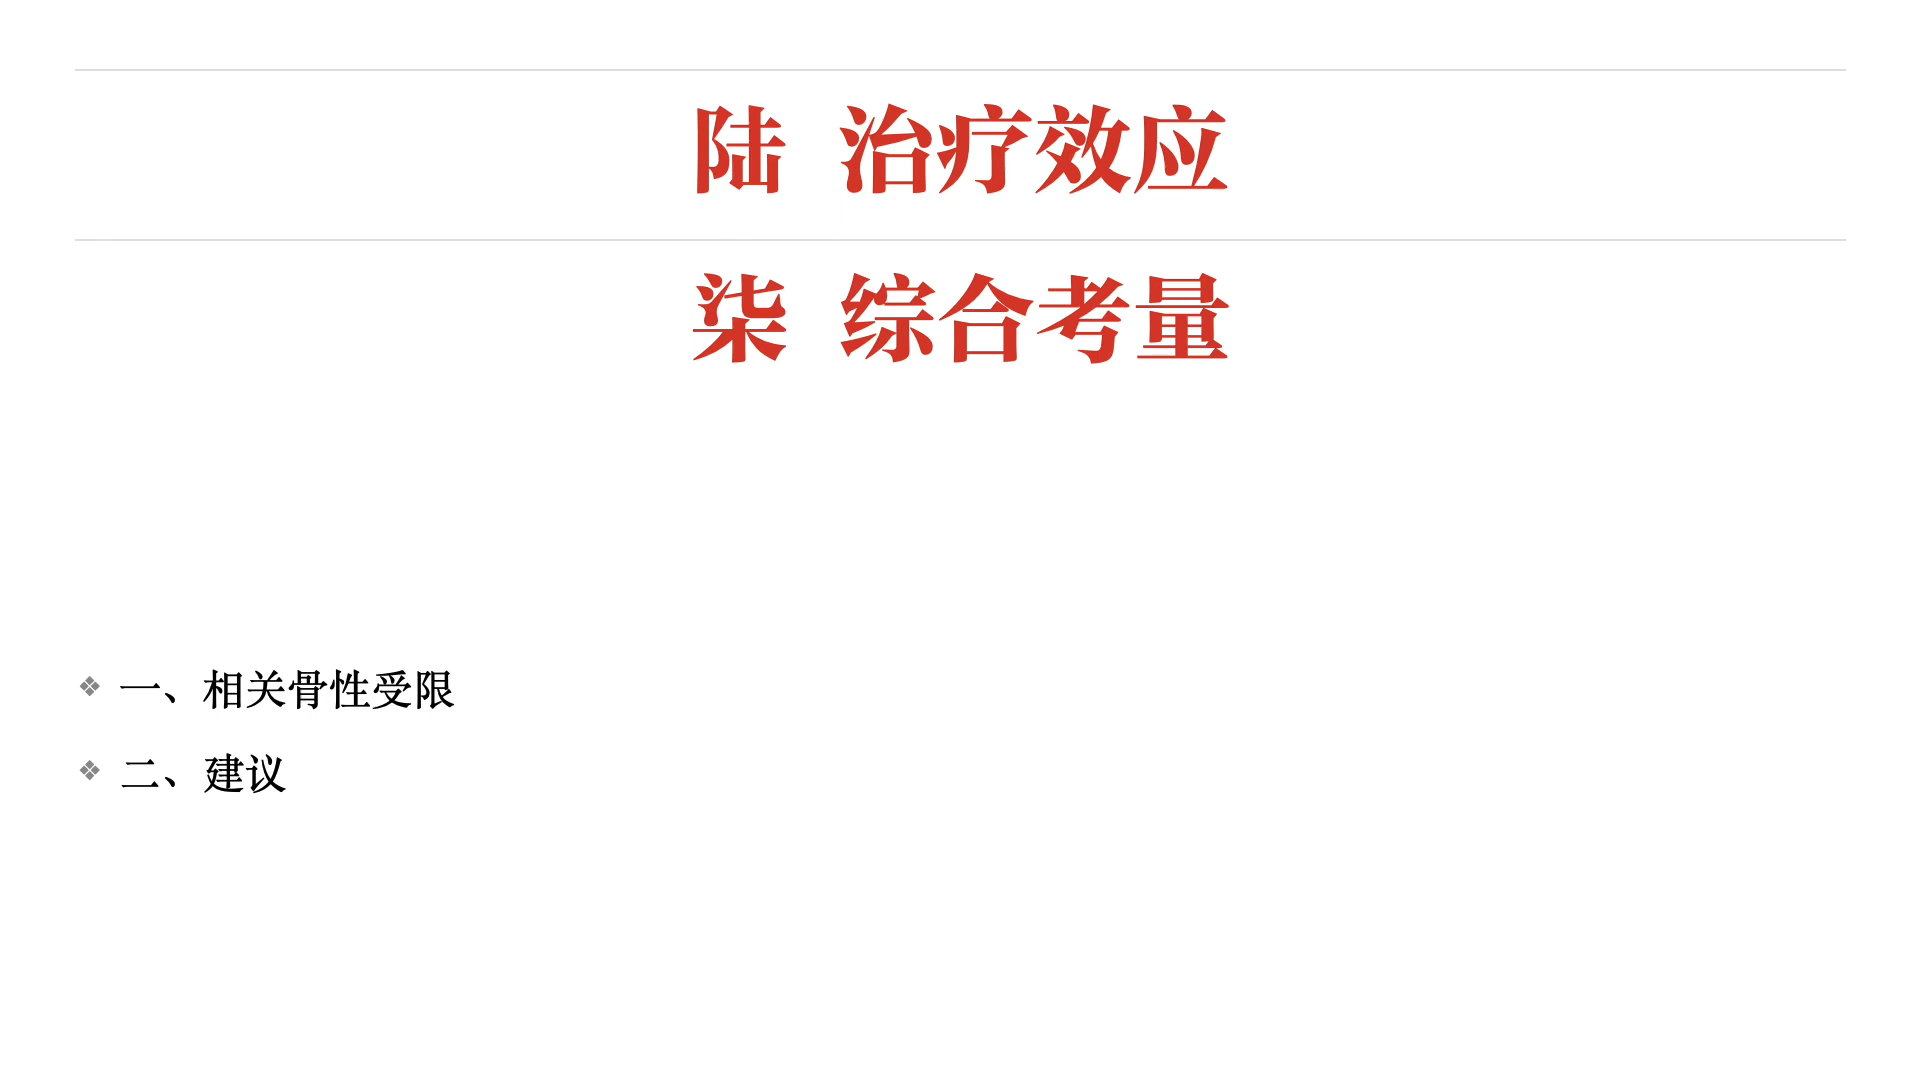 陆 治疗效应
柒 综合考量
❖ 一、相关骨性受限
❖ 二、建议